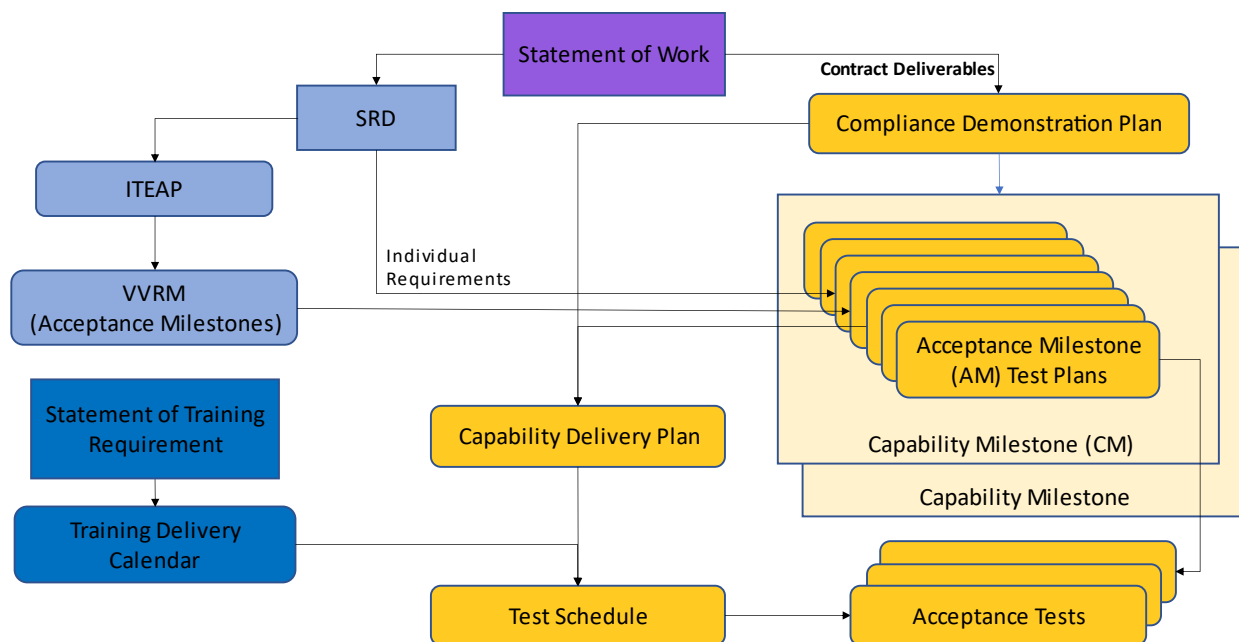 Statement of Work
Contract Deliverables
SRD
Compliance Demonstration Plan
ITEAP
Individual
Requirements
VVRM
(Acceptance Milestones)
Acceptance Milestone
(AM) Test Plans
Statement of Training
Requirement
Capability Delivery Plan
Capability Milestone (CM)
Capability Milestone
Training Delivery
Calendar
Test Schedule
Acceptance Tests